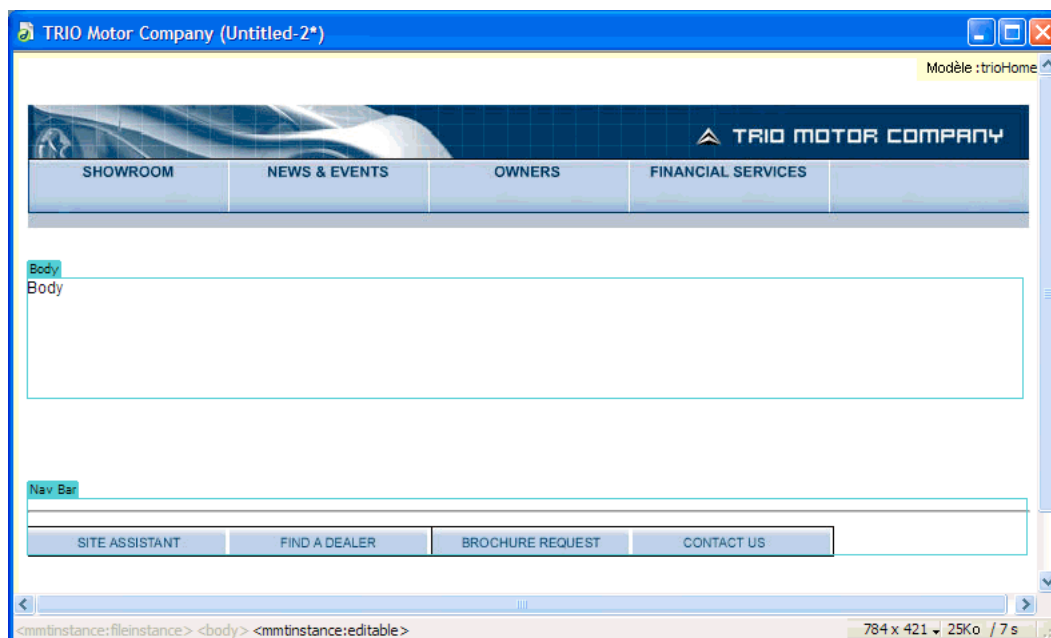 TRIO Motor Company (Untitled-2*)
Modèle :trioHome
TRIO MOTOR COMPANY
SHOWROOM NEWS & EVENTS OWNERS FINANCIAL SERVICES
Body
Body
Nav Bar
SITE ASSISTANT FIND A DEALER BROCHURE REQUEST CONTACT US
<mmtinstance:fileinstance> <body> <mmtinstance:editable> 784 x 421 25Ko / 7 s